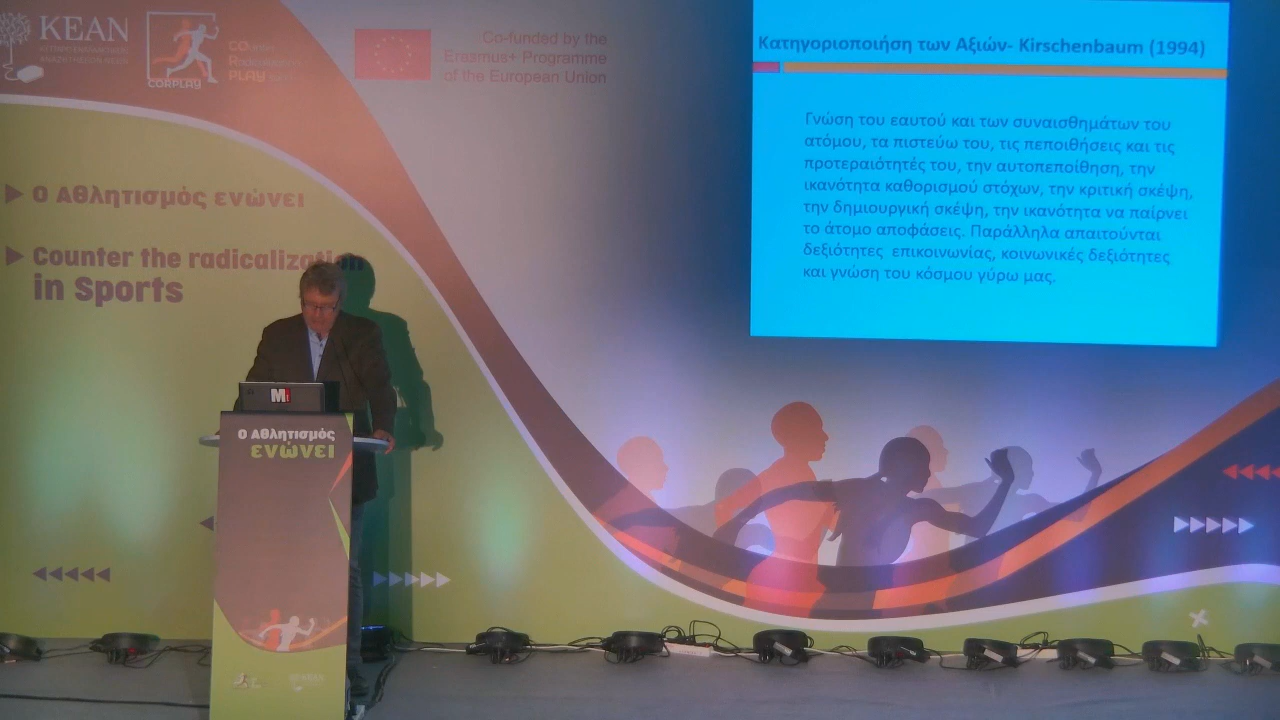 KEAN
CORPLAY
PLAY
Co-funded by the
Erasmus+ Programme
of the European Union
Ο Αθλητισμός ενώνει
Counter the radicalization
in Sports
Κατηγοριοποίηση των Αξιών- Kirschenbaum (1994)
Γνώση του εαυτού και των συναισθημάτων του
ατόμου, τα πιστεύω του, τις πεποιθήσεις και τις
προτεραιότητές του, την αυτοπεποίθηση, την
ικανότητα καθορισμού στόχων, την κριτική σκέψη,
την δημιουργική σκέψη, την ικανότητα να παίρνει
το άτομο αποφάσεις. Παράλληλα απαιτούνται
δεξιότητες επικοινωνίας, κοινωνικές δεξιότητες
και γνώση του κόσμου γύρω μας.
Ο Αθλητισμός
ενώνει
KEAN